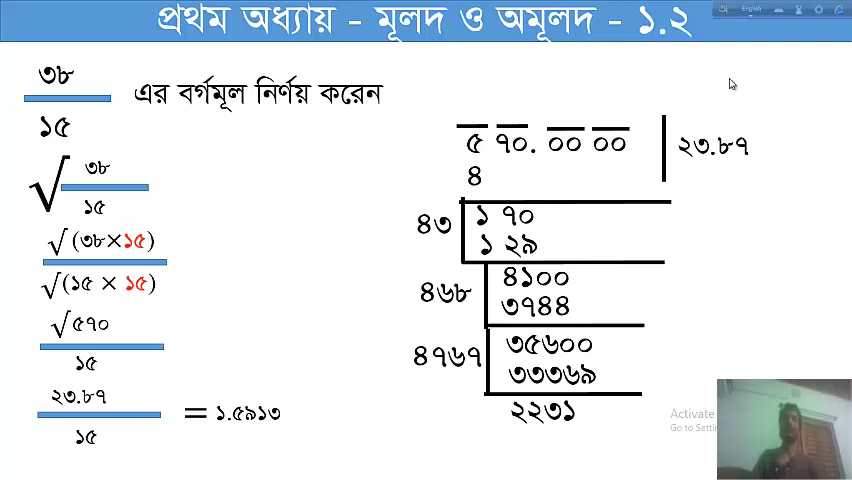 প্রথম অধ্যায় - মূলদ ও অমূলদ - ১.২
English
৩৮
১৫
এর বর্গমূল নির্ণয় করেন
√ ৩৮
১৫
√ (৩৮×১৫)
√ (১৫ × ১৫)
√ ৫৭০
১৫
২৩.৮৭
১৫
= ১.৫৯১৩
৫ ৭০. ০০ ০০ | ২৩.৮৭
৪
৪৩ | ১ ৭০
১ ২৯
৪৬৮ | ৪১০০
৩৭৪৪
৪৭৬৭ | ৩৫৬০০
৩৩৩৬৯
২২৩১
Activate
Go to Settin